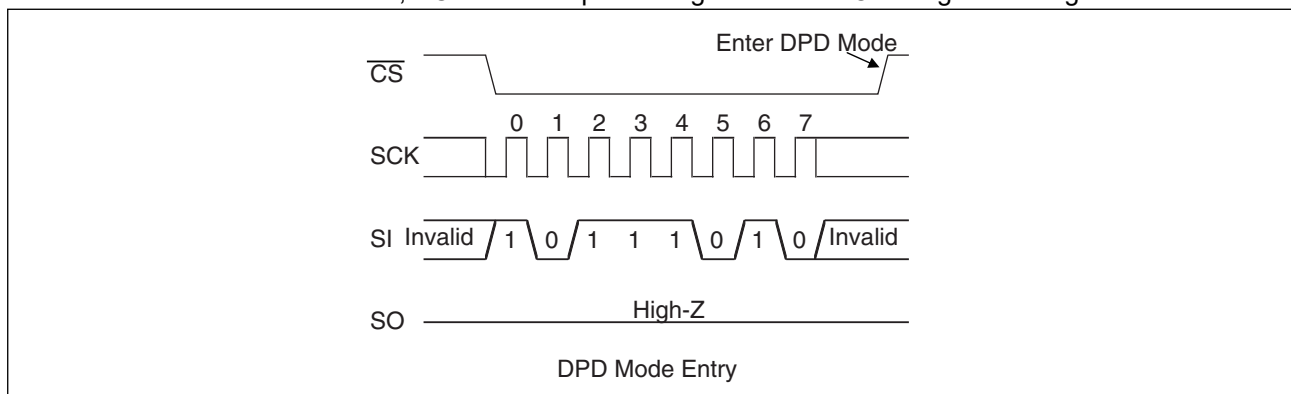 Enter DPD Mode
CS
0 1 2 3 4 5 6 7
SCK
SI Invalid 1 0 1 1 1 0 1 0 Invalid
High-Z
SO
DPD Mode Entry